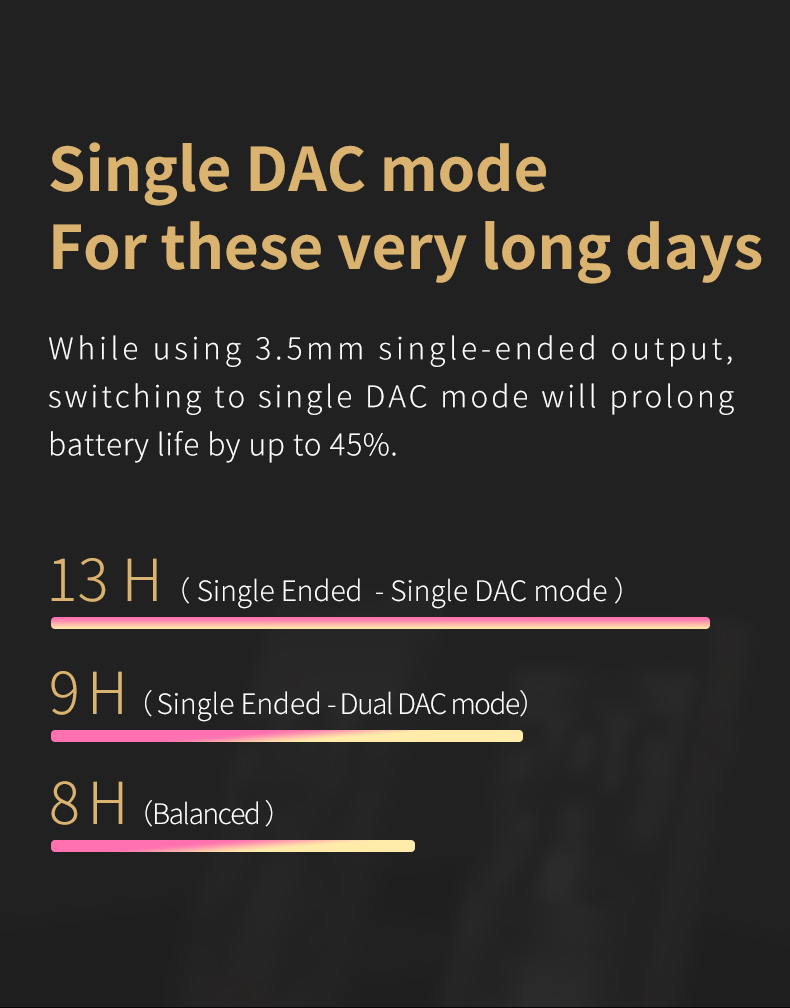 Single DAC mode
For these very long days
While using 3.5mm single-ended output,
switching to single DAC mode will prolong
battery life by up to 45%.
13 H （ Single Ended - Single DAC mode ）
9 H （ Single Ended - Dual DAC mode）
8 H （Balanced ）